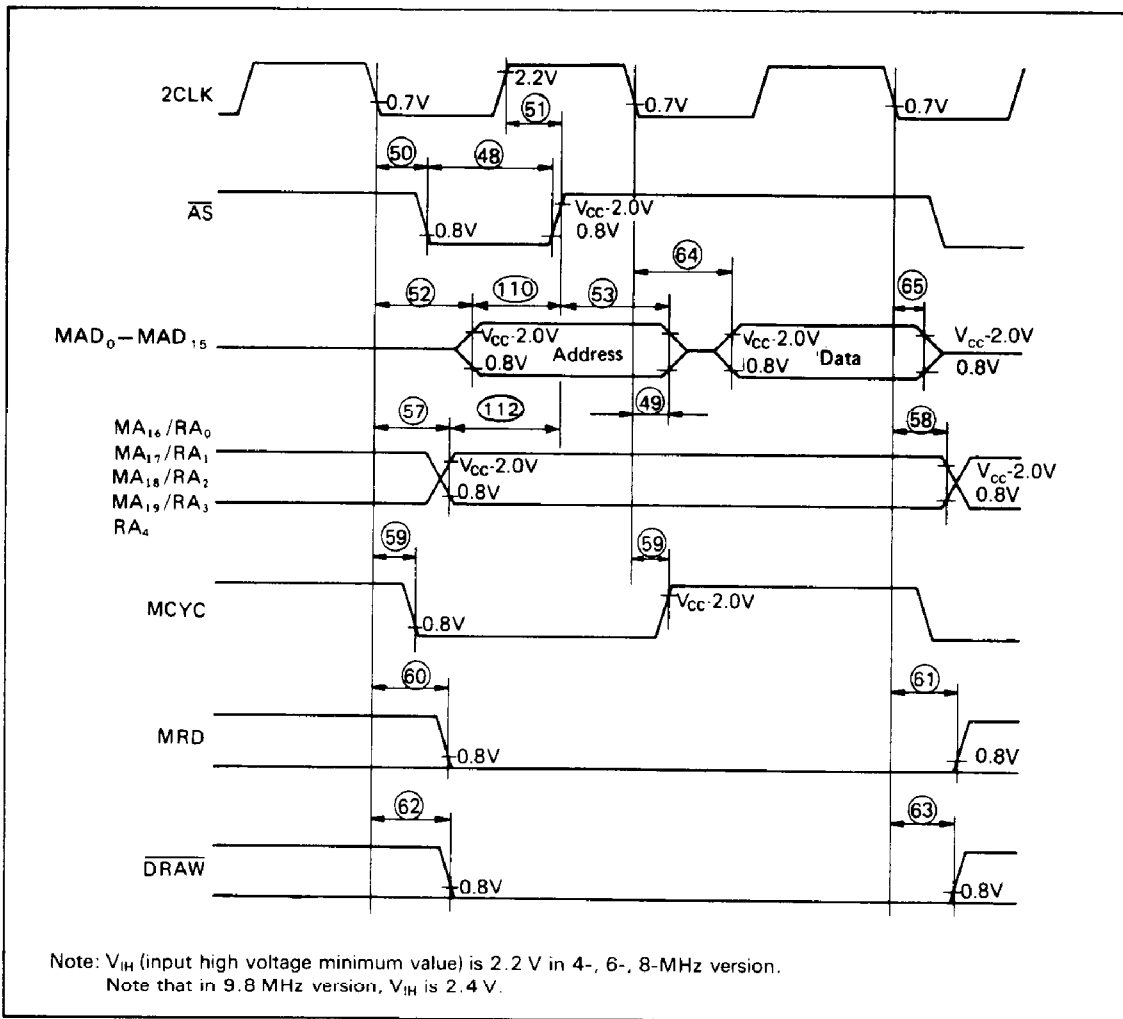 2CLK
0.7V
2.2V
0.7V
0.7V
51
50
48
AS
0.8V
VCC-2.0V
0.8V
64
52
110
53
65
MAD0—MAD15
VCC-2.0V
0.8V
Address
VCC-2.0V
0.8V
Data
VCC-2.0V
0.8V
57
112
49
58
MA16/RA0
MA17/RA1
MA18/RA2
MA19/RA3
RA4
VCC-2.0V
0.8V
VCC-2.0V
0.8V
59
59
MCYC
0.8V
VCC-2.0V
60
61
MRD
0.8V
0.8V
62
63
DRAW
0.8V
0.8V
Note: VIH (input high voltage minimum value) is 2.2 V in 4-, 6-, 8-MHz version.
Note that in 9.8 MHz version, VIH is 2.4 V.